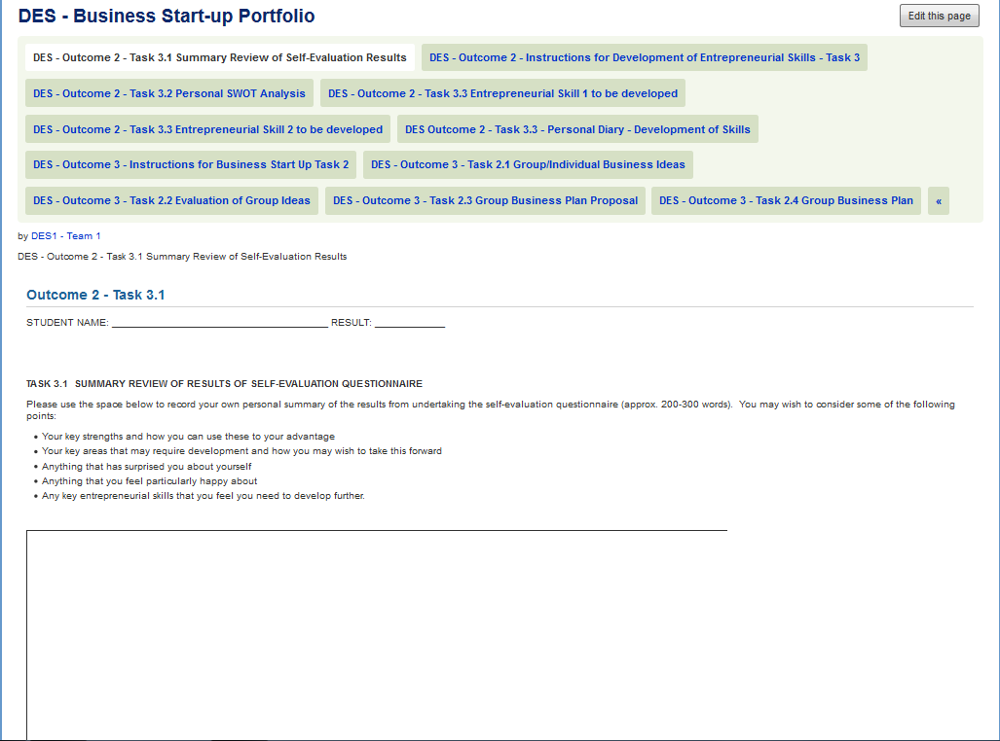 DES - Business Start-up Portfolio
Edit this page
DES - Outcome 2 - Task 3.1 Summary Review of Self-Evaluation Results
DES - Outcome 2 - Instructions for Development of Entrepreneurial Skills - Task 3
DES - Outcome 2 - Task 3.2 Personal SWOT Analysis
DES - Outcome 2 - Task 3.3 Entrepreneurial Skill 1 to be developed
DES - Outcome 2 - Task 3.3 Entrepreneurial Skill 2 to be developed
DES Outcome 2 - Task 3.3 - Personal Diary - Development of Skills
DES - Outcome 3 - Instructions for Business Start Up Task 2
DES - Outcome 3 - Task 2.1 Group/Individual Business Ideas
DES - Outcome 3 - Task 2.2 Evaluation of Group Ideas
DES - Outcome 3 - Task 2.3 Group Business Plan Proposal
DES - Outcome 3 - Task 2.4 Group Business Plan
«
by DES1 - Team 1
DES - Outcome 2 - Task 3.1 Summary Review of Self-Evaluation Results
Outcome 2 - Task 3.1
STUDENT NAME: ________________________________ RESULT: ____________
TASK 3.1 SUMMARY REVIEW OF RESULTS OF SELF-EVALUATION QUESTIONNAIRE
Please use the space below to record your own personal summary of the results from undertaking the self-evaluation questionnaire (approx. 200-300 words). You may wish to consider some of the following
points:
• Your key strengths and how you can use these to your advantage
• Your key areas that may require development and how you may wish to take this forward
• Anything that has surprised you about yourself
• Anything that you feel particularly happy about
• Any key entrepreneurial skills that you feel you need to develop further.